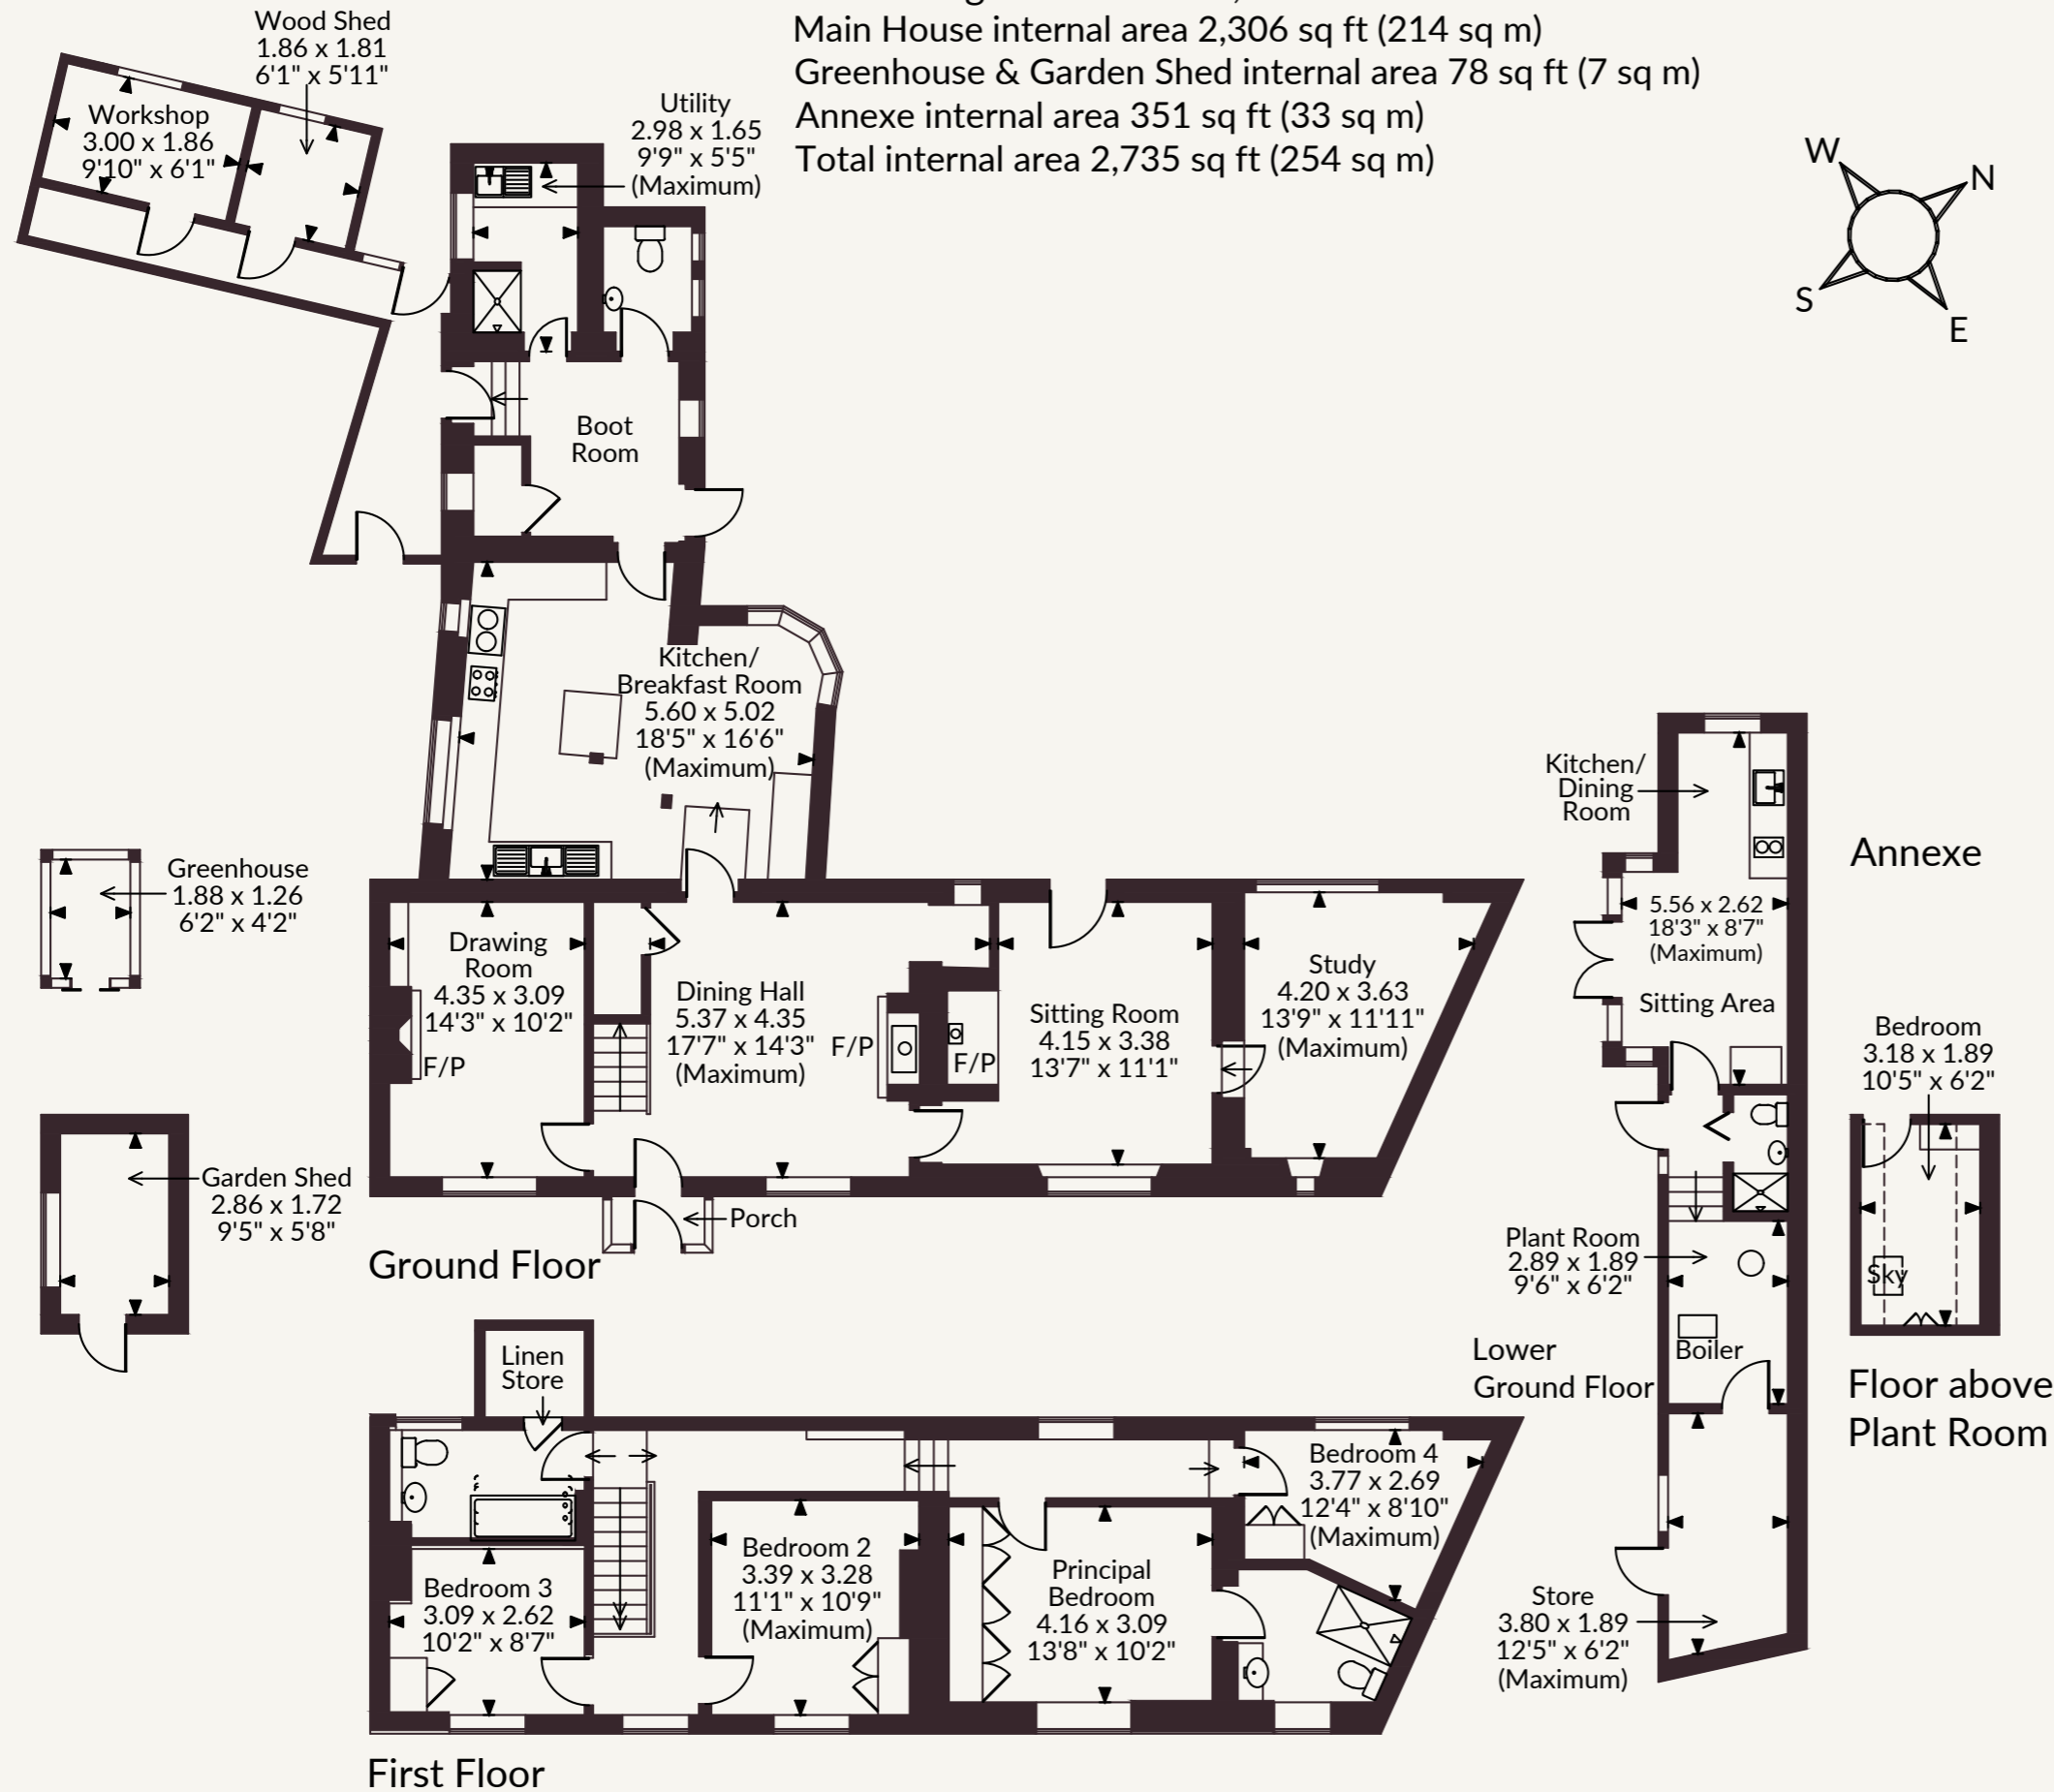 Main House internal area 2,306 sq ft (214 sq m)
Greenhouse & Garden Shed internal area 78 sq ft (7 sq m)
Annexe internal area 351 sq ft (33 sq m)
Total internal area 2,735 sq ft (254 sq m)
Wood Shed
1.86 x 1.81
6'1" x 5'11"
Workshop
3.00 x 1.86
9'10" x 6'1"
Utility
2.98 x 1.65
9'9" x 5'5"
(Maximum)
W
N
S
E
Boot
Room
Kitchen/
Breakfast Room
5.60 x 5.02
18'5" x 16'6"
(Maximum)
Greenhouse
1.88 x 1.26
6'2" x 4'2"
Drawing
Room
4.35 x 3.09
14'3" x 10'2"
F/P
Dining Hall
5.37 x 4.35
17'7" x 14'3"
(Maximum)
F/P
F/P
Sitting Room
4.15 x 3.38
13'7" x 11'1"
Study
4.20 x 3.63
13'9" x 11'11"
(Maximum)
Garden Shed
2.86 x 1.72
9'5" x 5'8"
Porch
Ground Floor
Kitchen/
Dining
Room
Annexe
5.56 x 2.62
18'3" x 8'7"
(Maximum)
Sitting Area
Bedroom
3.18 x 1.89
10'5" x 6'2"
Sky
Plant Room
2.89 x 1.89
9'6" x 6'2"
Boiler
Lower
Ground Floor
Floor above
Plant Room
Store
3.80 x 1.89
12'5" x 6'2"
(Maximum)
Linen
Store
Bedroom 3
3.09 x 2.62
10'2" x 8'7"
Bedroom 2
3.39 x 3.28
11'1" x 10'9"
(Maximum)
Principal
Bedroom
4.16 x 3.09
13'8" x 10'2"
Bedroom 4
3.77 x 2.69
12'4" x 8'10"
(Maximum)
First Floor